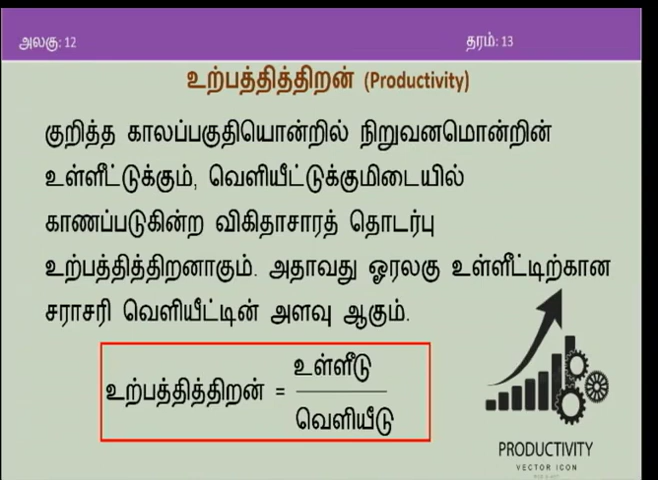 அலகு: 12
தரம்: 13
உற்பத்தித்திறன் (Productivity)
குறித்த காலப்பகுதியொன்றில் நிறுவனமொன்றின்
உள்ளீட்டுக்கும், வெளியீட்டுக்குமிடையில்
காணப்படுகின்ற விகிதாசாரத் தொடர்பு
உற்பத்தித்திறனாகும். அதாவது ஓரலகு உள்ளீட்டிற்கான
சராசரி வெளியீட்டின் அளவு ஆகும்.
உள்ளீடு
உற்பத்தித்திறன் =
வெளியீடு
PRODUCTIVITY
VECTOR ICON